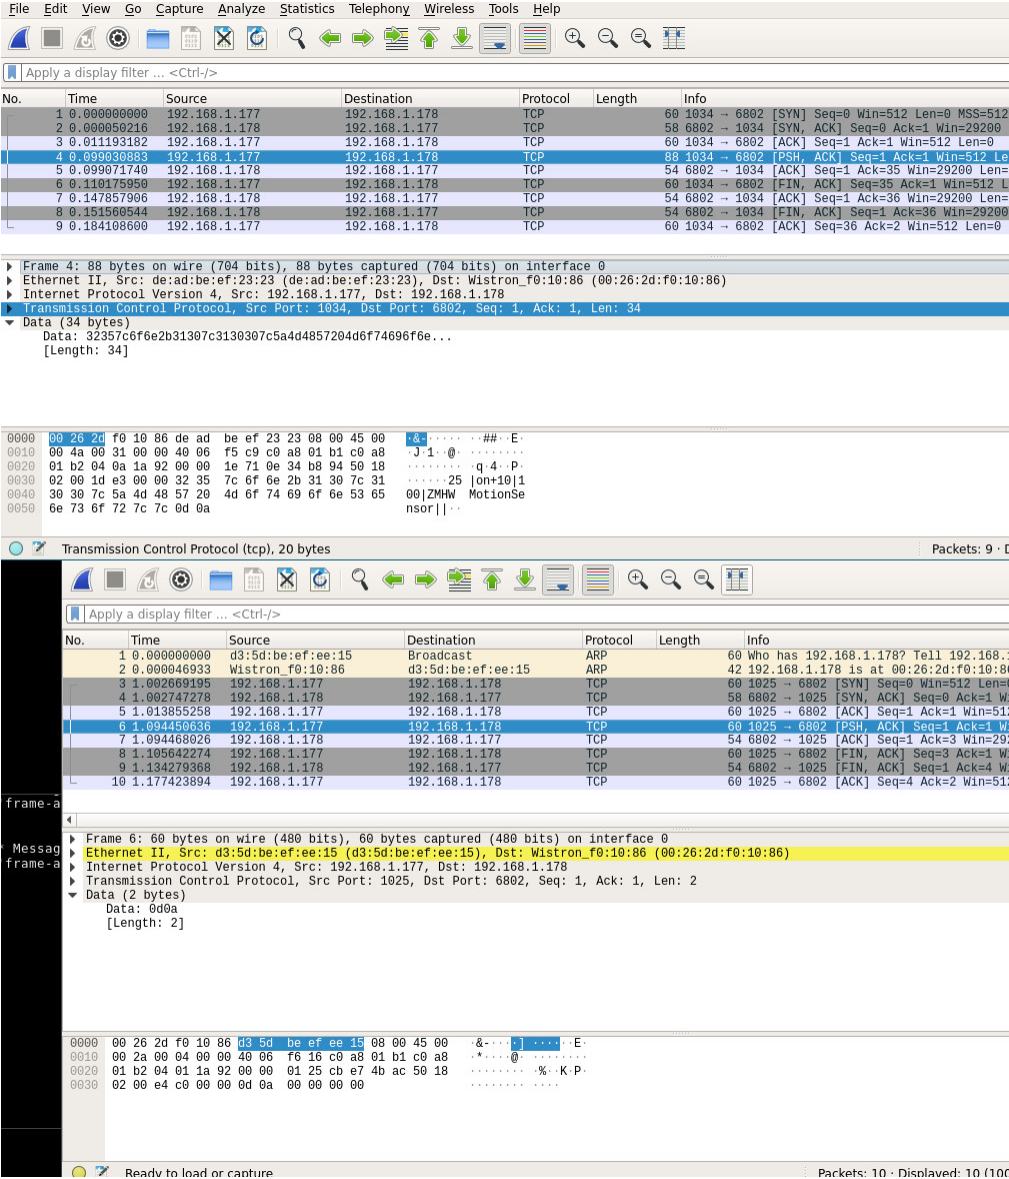 File Edit View Go Capture Analyze Statistics Telephony Wireless Tools Help
Apply a display filter ... <Ctrl-/>
No. Time Source Destination Protocol Length Info
1 0.000000000 192.168.1.177 192.168.1.178 TCP 60 1034 → 6802 [SYN] Seq=0 Win=512 Len=0 MSS=512
2 0.000050216 192.168.1.178 192.168.1.177 TCP 58 6802 → 1034 [SYN, ACK] Seq=0 Ack=1 Win=29200
3 0.011193182 192.168.1.177 192.168.1.178 TCP 60 1034 → 6802 [ACK] Seq=1 Ack=1 Win=512 Len=0
4 0.099030883 192.168.1.177 192.168.1.178 TCP 88 1034 → 6802 [PSH, ACK] Seq=1 Ack=1 Win=512 Le
5 0.099071740 192.168.1.178 192.168.1.177 TCP 54 6802 → 1034 [ACK] Seq=1 Ack=35 Win=29200 Len=
6 0.110175950 192.168.1.177 192.168.1.178 TCP 60 1034 → 6802 [FIN, ACK] Seq=35 Ack=1 Win=512 L
7 0.147857906 192.168.1.178 192.168.1.177 TCP 54 6802 → 1034 [ACK] Seq=1 Ack=36 Win=29200 Len=
8 0.151560544 192.168.1.178 192.168.1.177 TCP 54 6802 → 1034 [FIN, ACK] Seq=1 Ack=36 Win=29200
9 0.184108600 192.168.1.177 192.168.1.178 TCP 60 1034 → 6802 [ACK] Seq=36 Ack=2 Win=512 Len=0
Frame 4: 88 bytes on wire (704 bits), 88 bytes captured (704 bits) on interface 0
Ethernet II, Src: de:ad:be:ef:23:23 (de:ad:be:ef:23:23), Dst: Wistron_f0:10:86 (00:26:2d:f0:10:86)
Internet Protocol Version 4, Src: 192.168.1.177, Dst: 192.168.1.178
Transmission Control Protocol, Src Port: 1034, Dst Port: 6802, Seq: 1, Ack: 1, Len: 34
Data (34 bytes)
Data: 32357c6f6e2b31307c3130307c5a4d4857204d6f74696f6e...
[Length: 34]
0000 00 26 2d f0 10 86 de ad be ef 23 23 08 00 45 00 ·&-····· ··##··E·
0010 00 4a 00 31 00 00 40 06 f5 c9 c0 a8 01 b1 c0 a8 ·J·1··@· ········
0020 01 b2 04 0a 1a 92 00 00 1e 71 0e 34 b8 94 50 18 ········ ·q·4··P·
0030 02 00 1d e3 00 00 32 35 7c 6f 6e 2b 31 30 7c 31 ······25 |on+10|1
0040 30 30 7c 5a 4d 48 57 20 4d 6f 74 69 6f 6e 53 65 00|ZMHW MotionSe
0050 6e 73 6f 72 7c 7c 0d 0a nsor||··
Transmission Control Protocol (tcp), 20 bytes Packets: 9 · D
Apply a display filter ... <Ctrl-/>
No. Time Source Destination Protocol Length Info
1 0.000000000 d3:5d:be:ef:ee:15 Broadcast ARP 60 Who has 192.168.1.178? Tell 192.168.
2 0.000046933 Wistron_f0:10:86 d3:5d:be:ef:ee:15 ARP 42 192.168.1.178 is at 00:26:2d:f0:10:8
3 1.002669195 192.168.1.177 192.168.1.178 TCP 60 1025 → 6802 [SYN] Seq=0 Win=512 Len=
4 1.002747278 192.168.1.178 192.168.1.177 TCP 58 6802 → 1025 [SYN, ACK] Seq=0 Ack=1 W
5 1.013855258 192.168.1.177 192.168.1.178 TCP 60 1025 → 6802 [ACK] Seq=1 Ack=1 Win=51
6 1.094450636 192.168.1.177 192.168.1.178 TCP 60 1025 → 6802 [PSH, ACK] Seq=1 Ack=1 W
7 1.094468026 192.168.1.178 192.168.1.177 TCP 54 6802 → 1025 [ACK] Seq=1 Ack=3 Win=29
8 1.105642274 192.168.1.177 192.168.1.178 TCP 60 1025 → 6802 [FIN, ACK] Seq=3 Ack=1 W
9 1.134279368 192.168.1.178 192.168.1.177 TCP 54 6802 → 1025 [FIN, ACK] Seq=1 Ack=4 W
10 1.177423894 192.168.1.177 192.168.1.178 TCP 60 1025 → 6802 [ACK] Seq=4 Ack=2 Win=51
frame-a
* Messag
frame-a
Frame 6: 60 bytes on wire (480 bits), 60 bytes captured (480 bits) on interface 0
Ethernet II, Src: d3:5d:be:ef:ee:15 (d3:5d:be:ef:ee:15), Dst: Wistron_f0:10:86 (00:26:2d:f0:10:86)
Internet Protocol Version 4, Src: 192.168.1.177, Dst: 192.168.1.178
Transmission Control Protocol, Src Port: 1025, Dst Port: 6802, Seq: 1, Ack: 1, Len: 2
Data (2 bytes)
Data: 0d0a
[Length: 2]
0000 00 26 2d f0 10 86 d3 5d be ef ee 15 08 00 45 00 ·&-····] ······E·
0010 00 2a 00 04 00 00 40 06 f6 16 c0 a8 01 b1 c0 a8 ·*····@· ········
0020 01 b2 04 01 1a 92 00 00 01 25 cb e7 4b ac 50 18 ········ ·%··K·P·
0030 02 00 e4 c0 00 00 0d 0a 00 00 00 00 ········ ····
Ready to load or capture Packets: 10 · Displayed: 10 (100